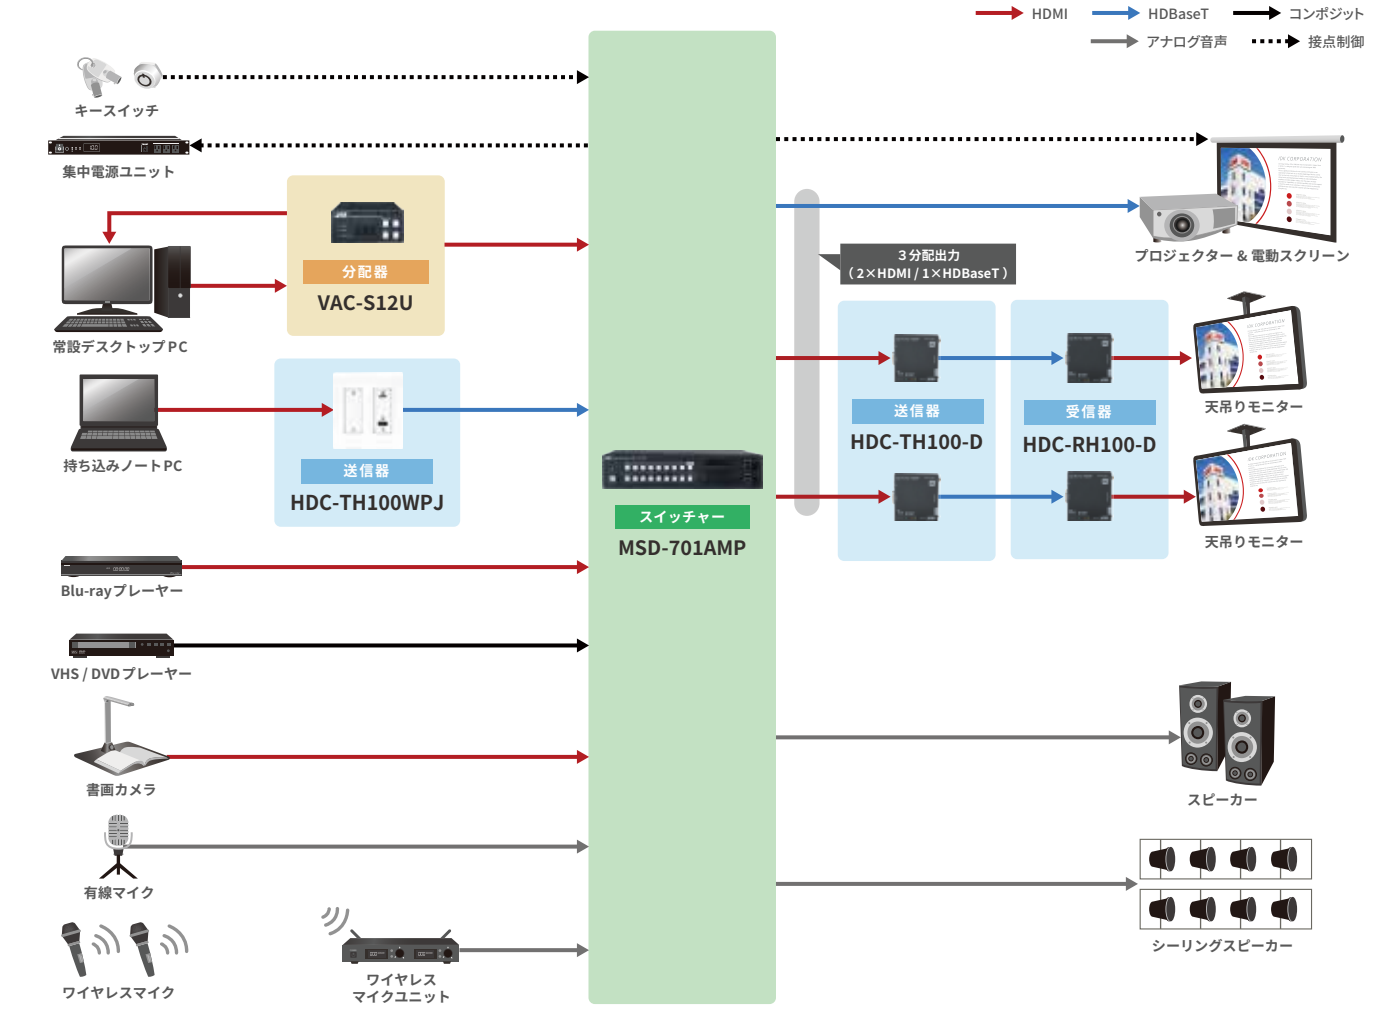 HDMI
HDBaseT
コンポジット
アナログ音声
接点制御
キースイッチ
集中電源ユニット
分配器
VAC-S12U
常設デスクトップPC
送信器
HDC-TH100WPJ
持ち込みノートPC
Blu-rayプレーヤー
VHS / DVDプレーヤー
書画カメラ
有線マイク
ワイヤレスマイク
ワイヤレス
マイクユニット
スイッチャー
MSD-701AMP
3分配出力
( 2×HDMI / 1×HDBaseT )
プロジェクター & 電動スクリーン
送信器
HDC-TH100-D
受信器
HDC-RH100-D
天吊りモニター
天吊りモニター
スピーカー
シーリングスピーカー
IDK CORPORATION
IDK CORPORATION
IDK CORPORATION